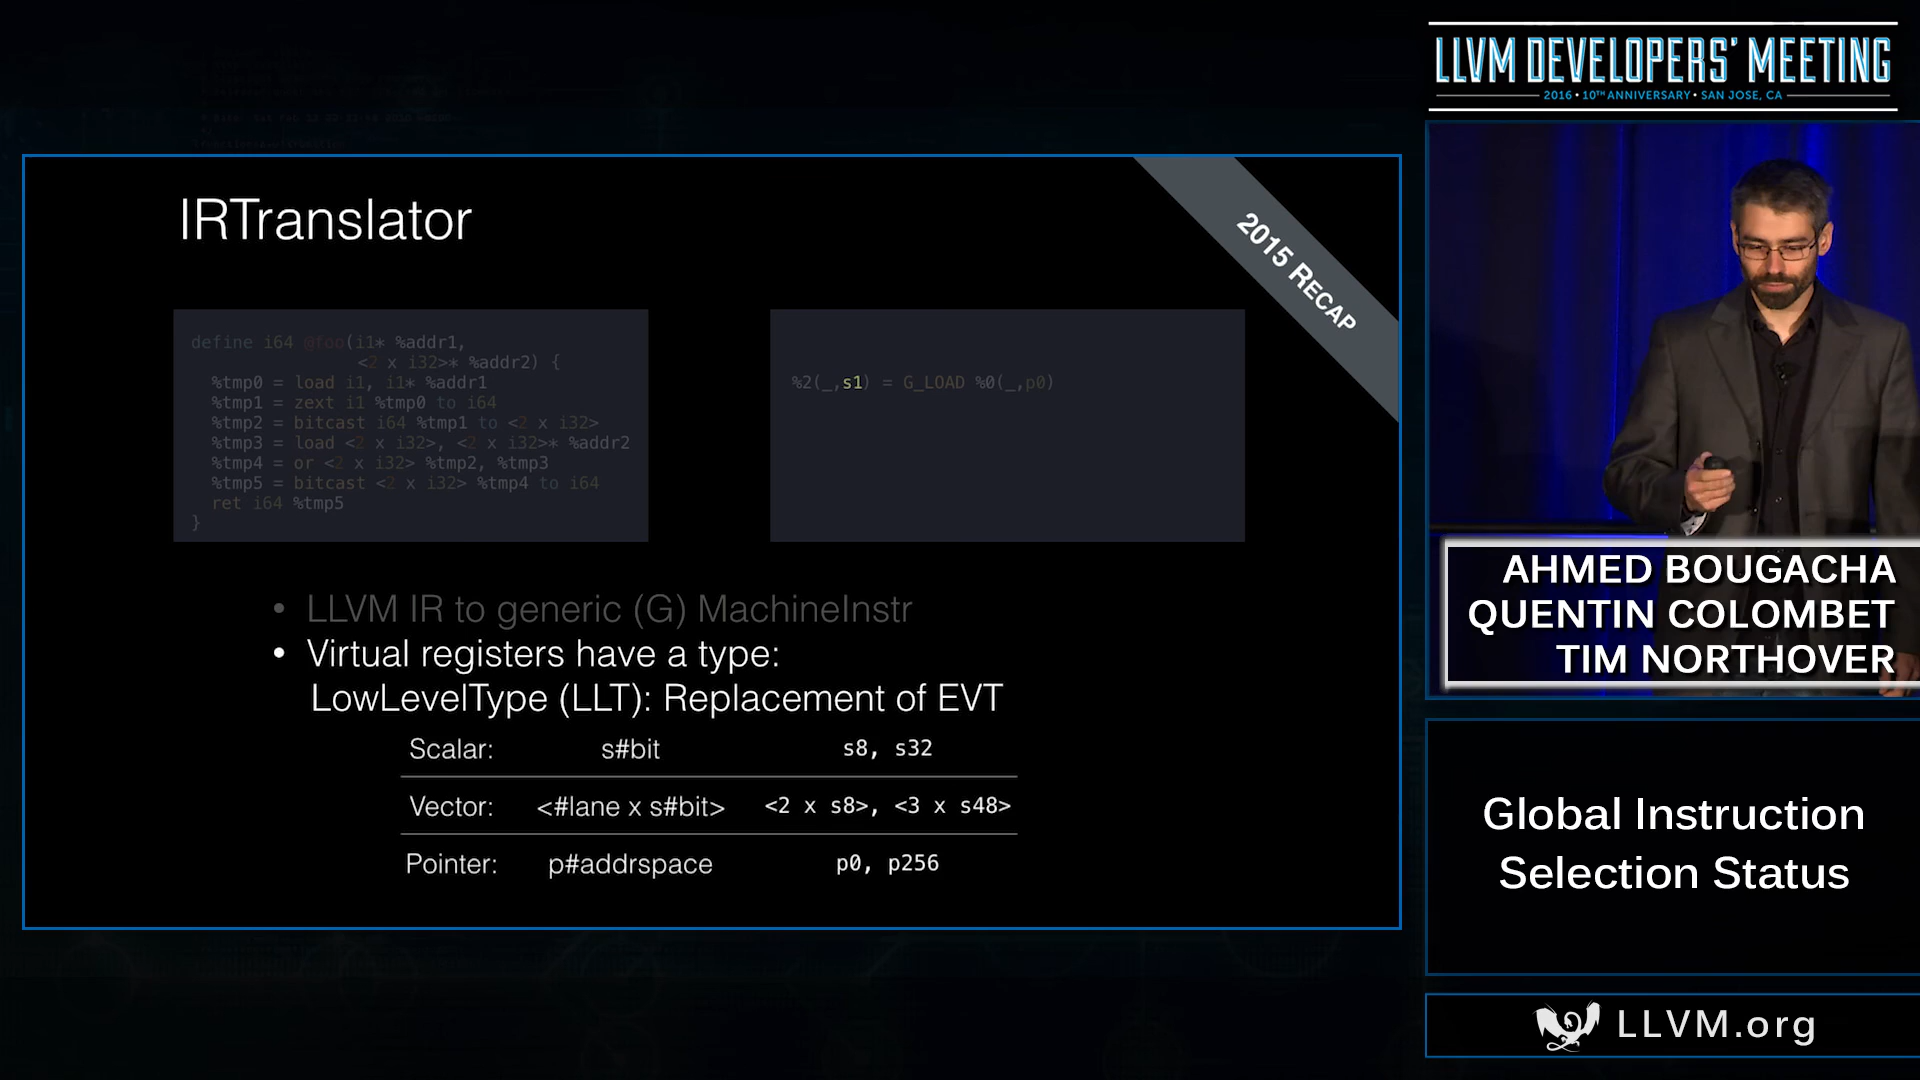 LLVM DEVELOPERS' MEETING
2016 • 10TH ANNIVERSARY • SAN JOSE, CA
IRTranslator
2015 RECAP
define i64 @foo(i1* %addr1,
<2 x i32>* %addr2) {
%tmp0 = load i1, i1* %addr1
%tmp1 = zext i1 %tmp0 to i64
%tmp2 = bitcast i64 %tmp1 to <2 x i32>
%tmp3 = load <2 x i32>, <2 x i32>* %addr2
%tmp4 = or <2 x i32> %tmp2, %tmp3
%tmp5 = bitcast <2 x i32> %tmp4 to i64
ret i64 %tmp5
}
%2(_,s1) = G_LOAD %0(_,p0)
• LLVM IR to generic (G) MachineInstr
• Virtual registers have a type:
LowLevelType (LLT): Replacement of EVT
Scalar: s#bit s8, s32
Vector: <#lane x s#bit> <2 x s8>, <3 x s48>
Pointer: p#addrspace p0, p256
AHMED BOUGACHA
QUENTIN COLOMBET
TIM NORTHOVER
Global Instruction
Selection Status
LLVM.org